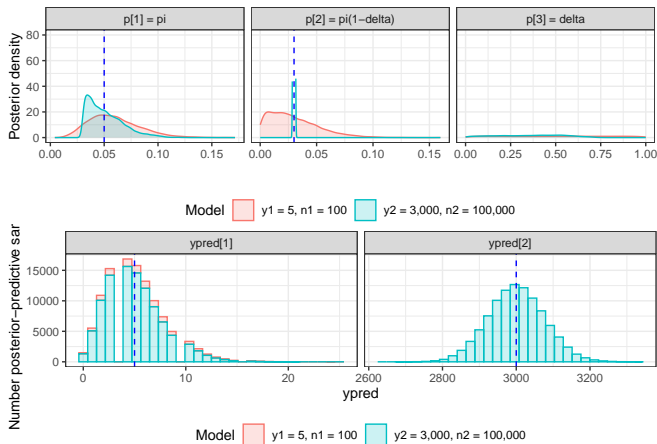 p[1] = pi p[2] = pi(1-delta) p[3] = delta
80
60
40
20
0
0.00 0.05 0.10 0.15 0.00 0.05 0.10 0.15 0.00 0.25 0.50 0.75 1.00
Posterior density
Model y1 = 5, n1 = 100 y2 = 3,000, n2 = 100,000
ypred[1] ypred[2]
15000
10000
5000
0
0 10 20 2600 2800 3000 3200
Number posterior-predictive sar
ypred
Model y1 = 5, n1 = 100 y2 = 3,000, n2 = 100,000